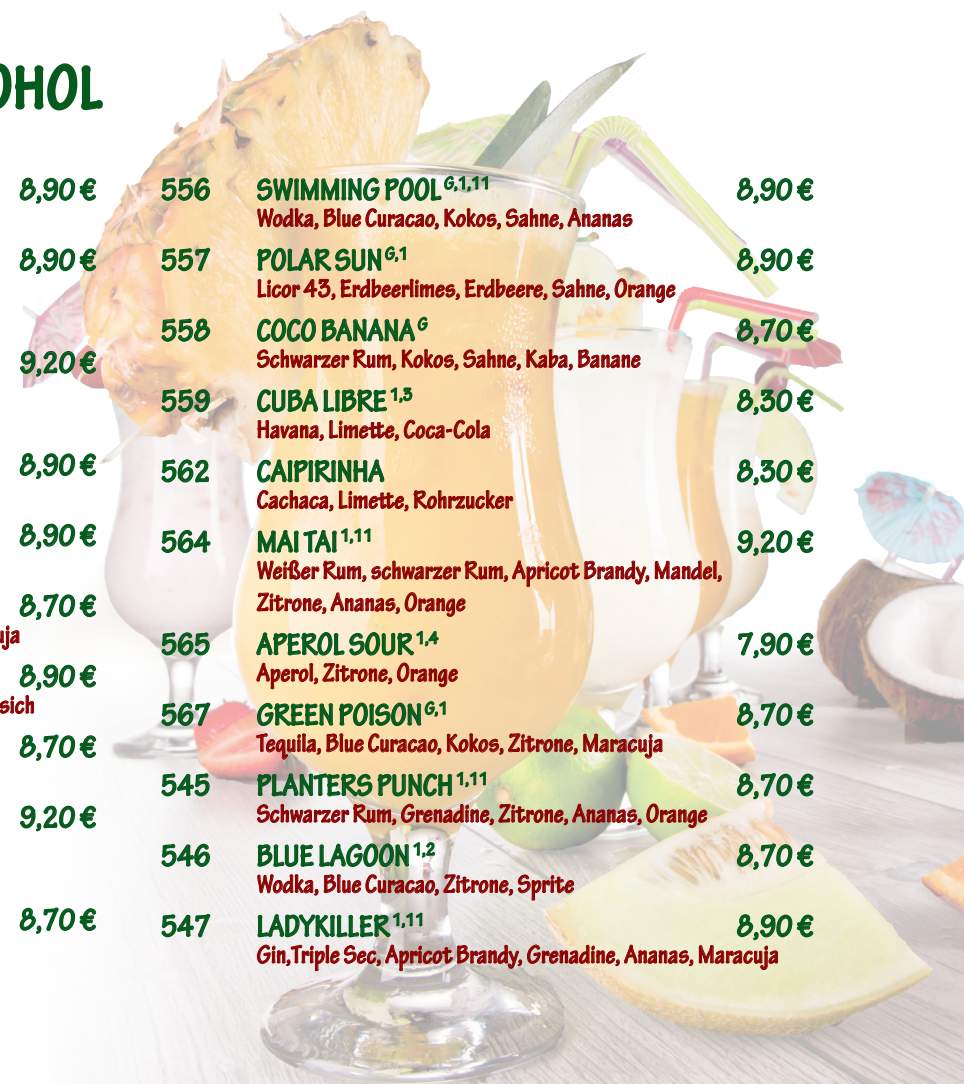 OHOL
8,90 €
8,90 €
9,20 €
8,90 €
8,90 €
8,70 €
uja
8,90 €
sich
8,70 €
9,20 €
8,70 €
556 SWIMMING POOL G,1,11 8,90 €
Wodka, Blue Curacao, Kokos, Sahne, Ananas
557 POLAR SUN G,1 8,90 €
Licor 43, Erdbeerlimes, Erdbeere, Sahne, Orange
558 COCO BANANA G 8,70 €
Schwarzer Rum, Kokos, Sahne, Kaba, Banane
559 CUBA LIBRE 1,3 8,30 €
Havana, Limette, Coca-Cola
562 CAIPIRINHA 8,30 €
Cachaca, Limette, Rohrzucker
564 MAI TAI 1,11 9,20 €
Weißer Rum, schwarzer Rum, Apricot Brandy, Mandel,
Zitrone, Ananas, Orange
565 APEROL SOUR 1,4 7,90 €
Aperol, Zitrone, Orange
567 GREEN POISON G,1 8,70 €
Tequila, Blue Curacao, Kokos, Zitrone, Maracuja
545 PLANTERS PUNCH 1,11 8,70 €
Schwarzer Rum, Grenadine, Zitrone, Ananas, Orange
546 BLUE LAGOON 1,2 8,70 €
Wodka, Blue Curacao, Zitrone, Sprite
547 LADYKILLER 1,11 8,90 €
Gin,Triple Sec, Apricot Brandy, Grenadine, Ananas, Maracuja